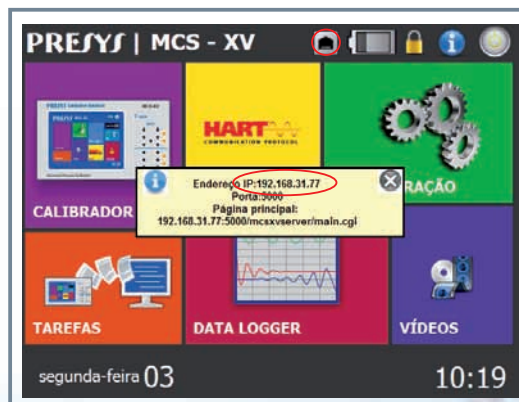 PRESYS | MCS - XV
HART
COMMUNICATION PROTOCOL
Endereço IP:192.168.31.77
Porta:5000
Página principal:
192.168.31.77:5000/mcsxvserver/main.cgi
CALIBRADOR
RAÇÃO
TAREFAS
DATA LOGGER
VÍDEOS
segunda-feira 03
10:19